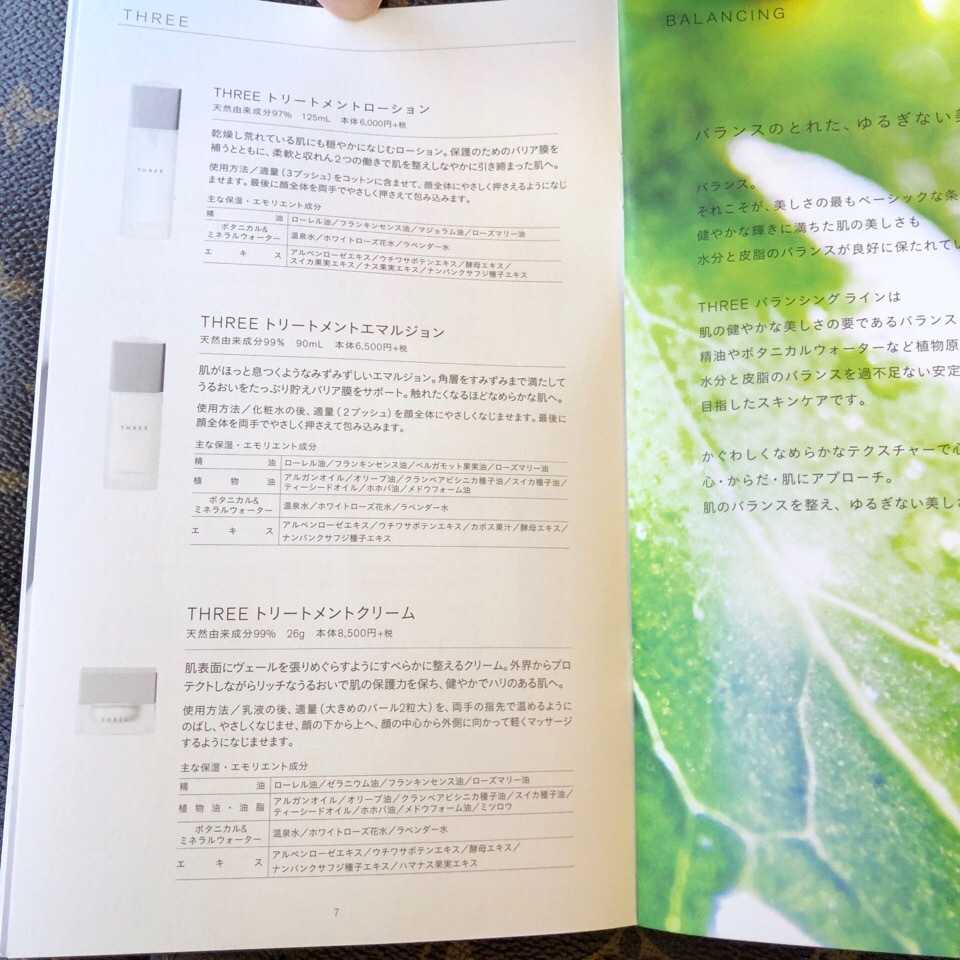 THREE
THREE トリートメントローション
天然由来成分97% 125mL 本体6,000円+税
乾燥し荒れている肌にも穏やかになじむローション。保護のためのバリア膜を
補うとともに、柔軟と収れん2つの働きで肌を整えしなやかに引き締まった肌へ。
使用方法/適量(3プッシュ)をコットンに含ませて、顔全体にやさしく押さえるようになじ
ませます。最後に顔全体を両手でやさしく押さえて包み込みます。
主な保湿・エモリエント成分
精油 ローレル油/フランキンセンス油/マジョラム油/ローズマリー油
ボタニカル&
ミネラルウォーター 温泉水/ホワイトローズ花水/ラベンダー水
エキス アルペンローゼエキス/ウチワサボテンエキス/酵母エキス/
スイカ果実エキス/ナス果実エキス/ナンバンクサフジ種子エキス
THREE
THREE トリートメントエマルジョン
天然由来成分99% 90mL 本体6,500円+税
肌がほっと息つくようなみずみずしいエマルジョン。角層をすみずみまで満たして
うるおいをたっぷり貯えバリア膜をサポート。触れたくなるほどなめらかな肌へ。
使用方法/化粧水の後、適量(2プッシュ)を顔全体にやさしくなじませます。最後に
顔全体を両手でやさしく押さえて包み込みます。
主な保湿・エモリエント成分
精油 ローレル油/フランキンセンス油/ベルガモット果実油/ローズマリー油
植物油 アルガンオイル/オリーブ油/クランベアビシニカ種子油/スイカ種子油/
ティーシードオイル/ホホバ油/メドウフォーム油
ボタニカル&
ミネラルウォーター 温泉水/ホワイトローズ花水/ラベンダー水
エキス アルペンローゼエキス/ウチワサボテンエキス/カボス果汁/酵母エキス/
ナンバンクサフジ種子エキス
THREE
THREE トリートメントクリーム
天然由来成分99% 26g 本体8,500円+税
肌表面にヴェールを張りめぐらすようにすべらかに整えるクリーム。外界からプロ
テクトしながらリッチなうるおいで肌の保護力を保ち、健やかでハリのある肌へ。
使用方法/乳液の後、適量(大きめのパール2粒大)を、両手の指先で温めるように
のばし、やさしくなじませ、顔の下から上へ、顔の中心から外側に向かって軽くマッサージ
するようになじませます。
主な保湿・エモリエント成分
精油 ローレル油/ゼラニウム油/フランキンセンス油/ローズマリー油
植物油・油脂 アルガンオイル/オリーブ油/クランベアビシニカ種子油/スイカ種子油/
ティーシードオイル/ホホバ油/メドウフォーム油/ミツロウ
ボタニカル&
ミネラルウォーター 温泉水/ホワイトローズ花水/ラベンダー水
エキス アルペンローゼエキス/ウチワサボテンエキス/酵母エキス/
ナンバンクサフジ種子エキス/ハマナス果実エキス
THREE
7
BALANCING
バランスのとれた、ゆるぎない美
バランス。
それこそが、美しさの最もベーシックな条
健やかな輝きに満ちた肌の美しさも
水分と皮脂のバランスが良好に保たれてい
THREE バランシング ラインは
肌の健やかな美しさの要であるバランス
精油やボタニカルウォーターなど植物原
水分と皮脂のバランスを過不足ない安定
目指したスキンケアです。
かぐわしくなめらかなテクスチャーで心
心・からだ・肌にアプローチ。
肌のバランスを整え、ゆるぎない美しさ